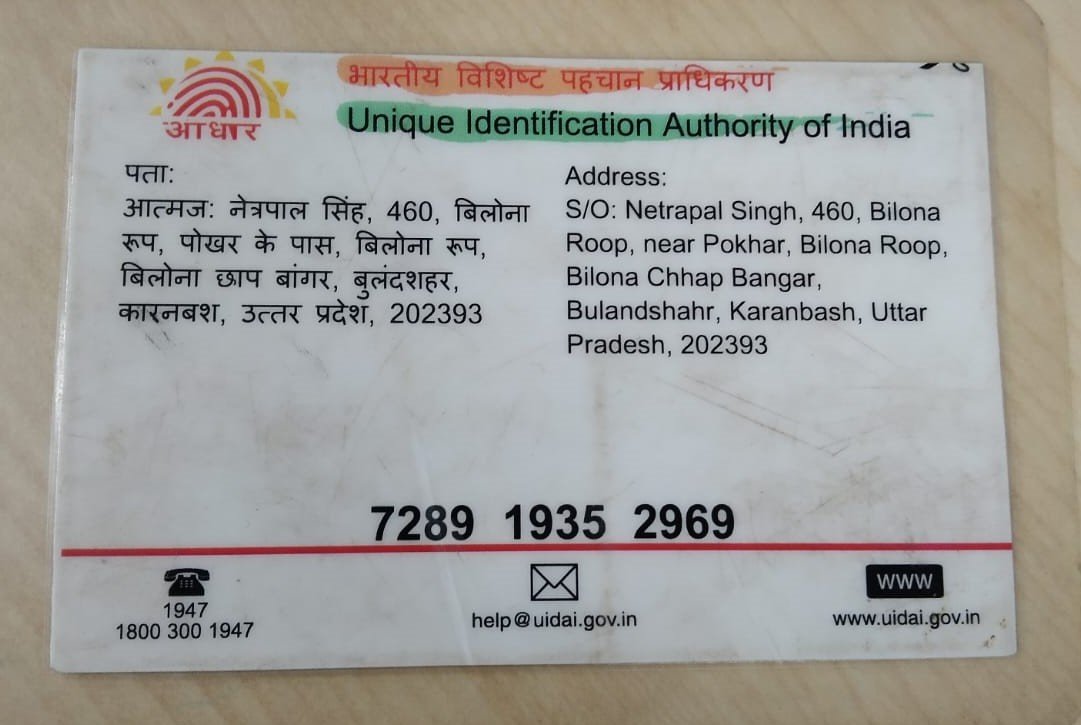 भारतीय विशिष्ट पहचान प्राधिकरण
Unique Identification Authority of India
आधार
पता:
आत्मज: नेत्रपाल सिंह, 460, बिलोना
रूप, पोखर के पास, बिलोना रूप,
बिलोना छाप बांगर, बुलंदशहर,
कारनबश, उत्तर प्रदेश, 202393
Address:
S/O: Netrapal Singh, 460, Bilona
Roop, near Pokhar, Bilona Roop,
Bilona Chhap Bangar,
Bulandshahr, Karanbash, Uttar
Pradesh, 202393
7289 1935 2969
1947
1800 300 1947
help@uidai.gov.in
www
www.uidai.gov.in